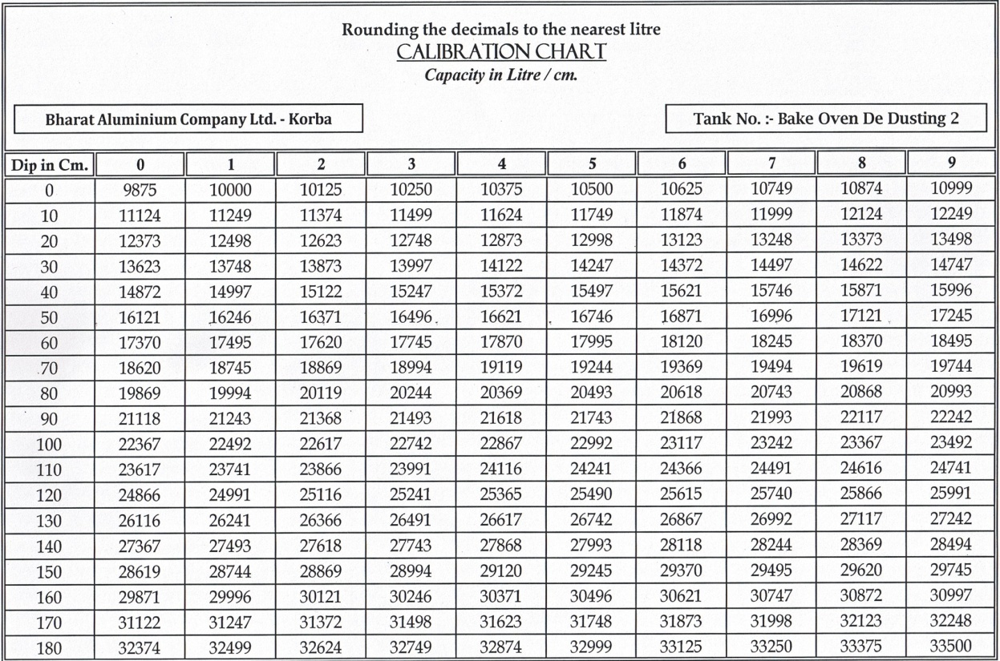 Rounding the decimals to the nearest litre
CALIBRATION CHART
Capacity in Litre / cm.
Bharat Aluminium Company Ltd. - Korba Tank No. :- Bake Oven De Dusting 2
Dip in Cm. 0 1 2 3 4 5 6 7 8 9
0 9875 10000 10125 10250 10375 10500 10625 10749 10874 10999
10 11124 11249 11374 11499 11624 11749 11874 11999 12124 12249
20 12373 12498 12623 12748 12873 12998 13123 13248 13373 13498
30 13623 13748 13873 13997 14122 14247 14372 14497 14622 14747
40 14872 14997 15122 15247 15372 15497 15621 15746 15871 15996
50 16121 16246 16371 16496 16621 16746 16871 16996 17121 17245
60 17370 17495 17620 17745 17870 17995 18120 18245 18370 18495
70 18620 18745 18869 18994 19119 19244 19369 19494 19619 19744
80 19869 19994 20119 20244 20369 20493 20618 20743 20868 20993
90 21118 21243 21368 21493 21618 21743 21868 21993 22117 22242
100 22367 22492 22617 22742 22867 22992 23117 23242 23367 23492
110 23617 23741 23866 23991 24116 24241 24366 24491 24616 24741
120 24866 24991 25116 25241 25365 25490 25615 25740 25866 25991
130 26116 26241 26366 26491 26617 26742 26867 26992 27117 27242
140 27367 27493 27618 27743 27868 27993 28118 28244 28369 28494
150 28619 28744 28869 28994 29120 29245 29370 29495 29620 29745
160 29871 29996 30121 30246 30371 30496 30621 30747 30872 30997
170 31122 31247 31372 31498 31623 31748 31873 31998 32123 32248
180 32374 32499 32624 32749 32874 32999 33125 33250 33375 33500